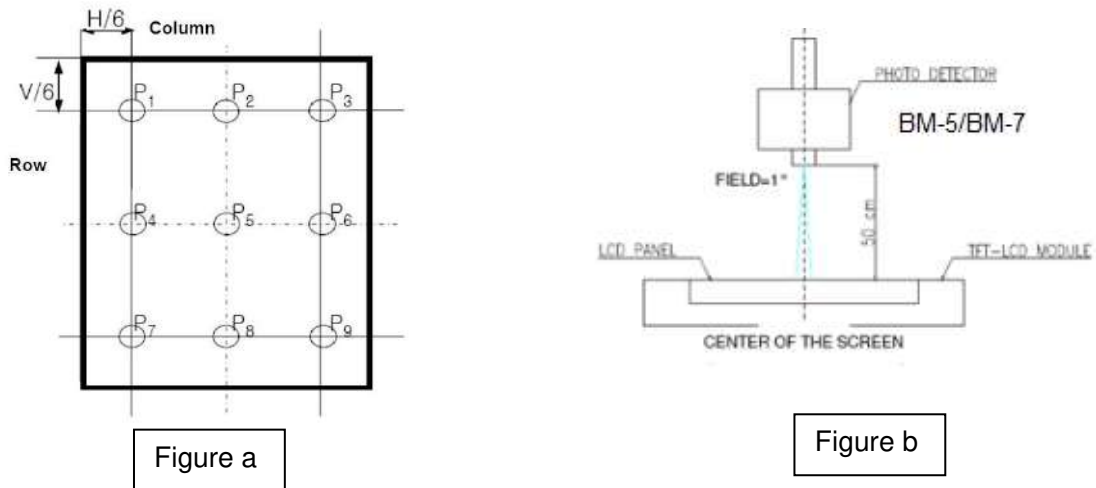 H/6
Column
V/6
P1 P2 P3
Row
P4 P5 P6
P7 P8 P9
Figure a
PHOTO DETECTOR
BM-5/BM-7
FIELD=1°
50 cm
LCD PANEL
TFT-LCD MODULE
CENTER OF THE SCREEN
Figure b